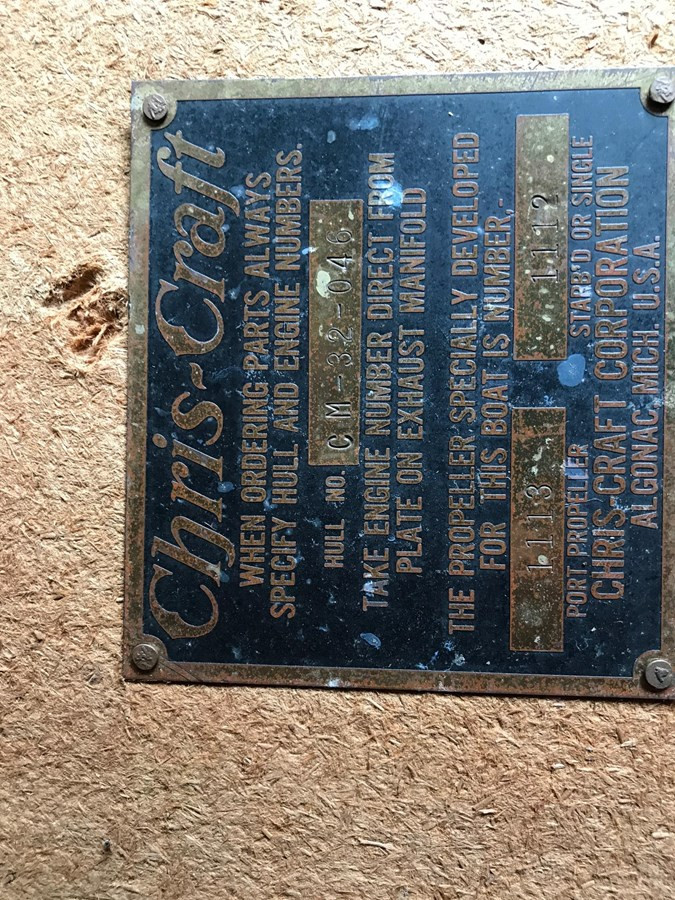 Chris~Craft
WHEN ORDERING PARTS ALWAYS
SPECIFY HULL AND ENGINE NUMBERS.
HULL NO. CM-32-046
TAKE ENGINE NUMBER DIRECT FROM
PLATE ON EXHAUST MANIFOLD
THE PROPELLER SPECIALLY DEVELOPED
FOR THIS BOAT IS NUMBER,-
1113 1112
PORT. PROPELLER STARB'D OR SINGLE
CHRIS-CRAFT CORPORATION
ALGONAC, MICH. U.S.A.